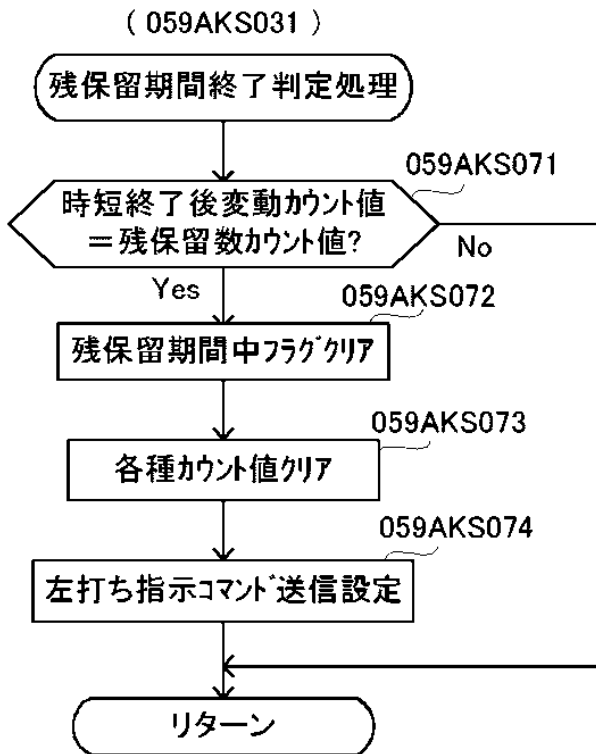 ( 059AKS031 )
残保留期間終了判定処理
059AKS071
時短終了後変動ｶｳﾝﾄ値
＝残保留数ｶｳﾝﾄ値?
No
Yes
059AKS072
残保留期間中ﾌﾗｸﾞｸﾘｱ
059AKS073
各種ｶｳﾝﾄ値ｸﾘｱ
059AKS074
左打ち指示ｺﾏﾝﾄﾞ送信設定
リターン